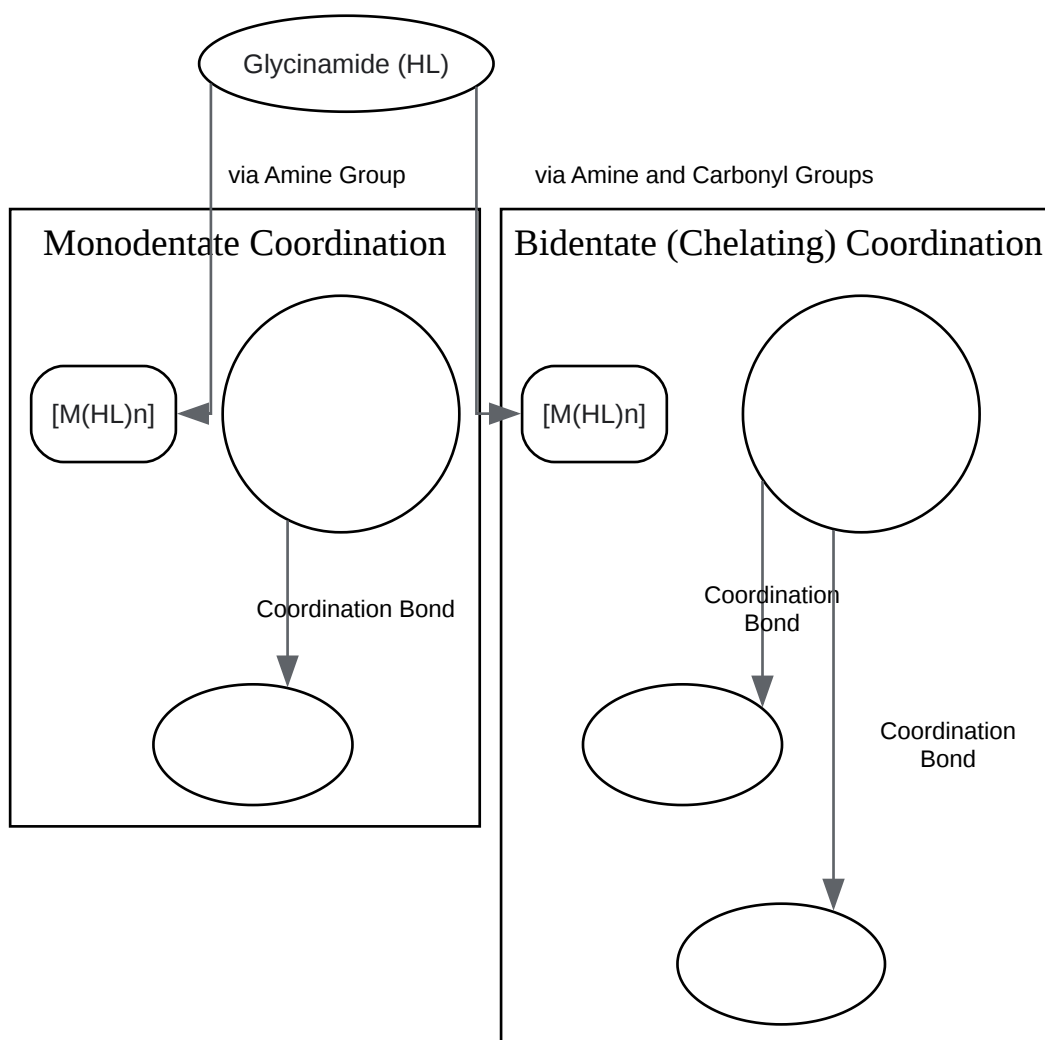 Glycinamide (HL)
via Amine Group
via Amine and Carbonyl Groups
Monodentate Coordination
Bidentate (Chelating) Coordination
[M(HL)n]
[M(HL)n]
Coordination Bond
Coordination
Bond
Coordination
Bond